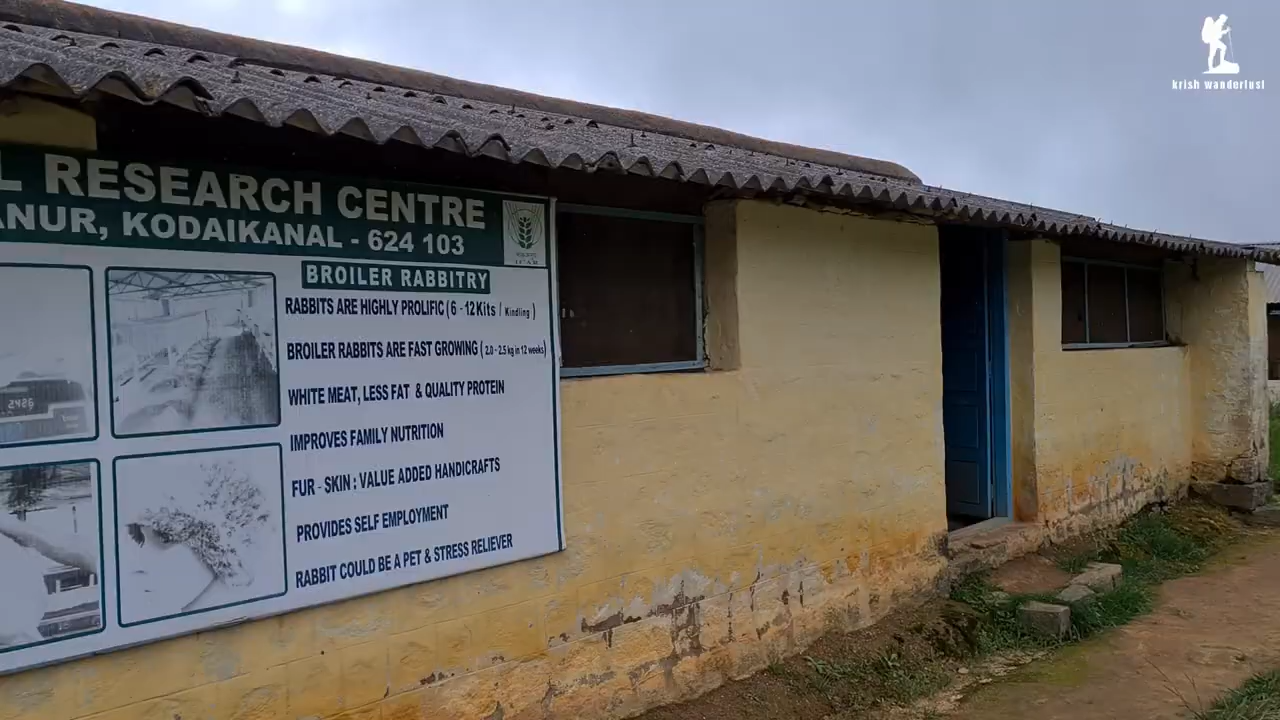 krish wanderlust
L RESEARCH CENTRE
ANUR, KODAIKANAL - 624 103
ICAR
BROILER RABBITRY
RABBITS ARE HIGHLY PROLIFIC ( 6 - 12 Kits / Kindling )
BROILER RABBITS ARE FAST GROWING ( 2.0 - 2.5 kg in 12 weeks)
WHITE MEAT, LESS FAT & QUALITY PROTEIN
IMPROVES FAMILY NUTRITION
FUR - SKIN : VALUE ADDED HANDICRAFTS
PROVIDES SELF EMPLOYMENT
RABBIT COULD BE A PET & STRESS RELIEVER
2426